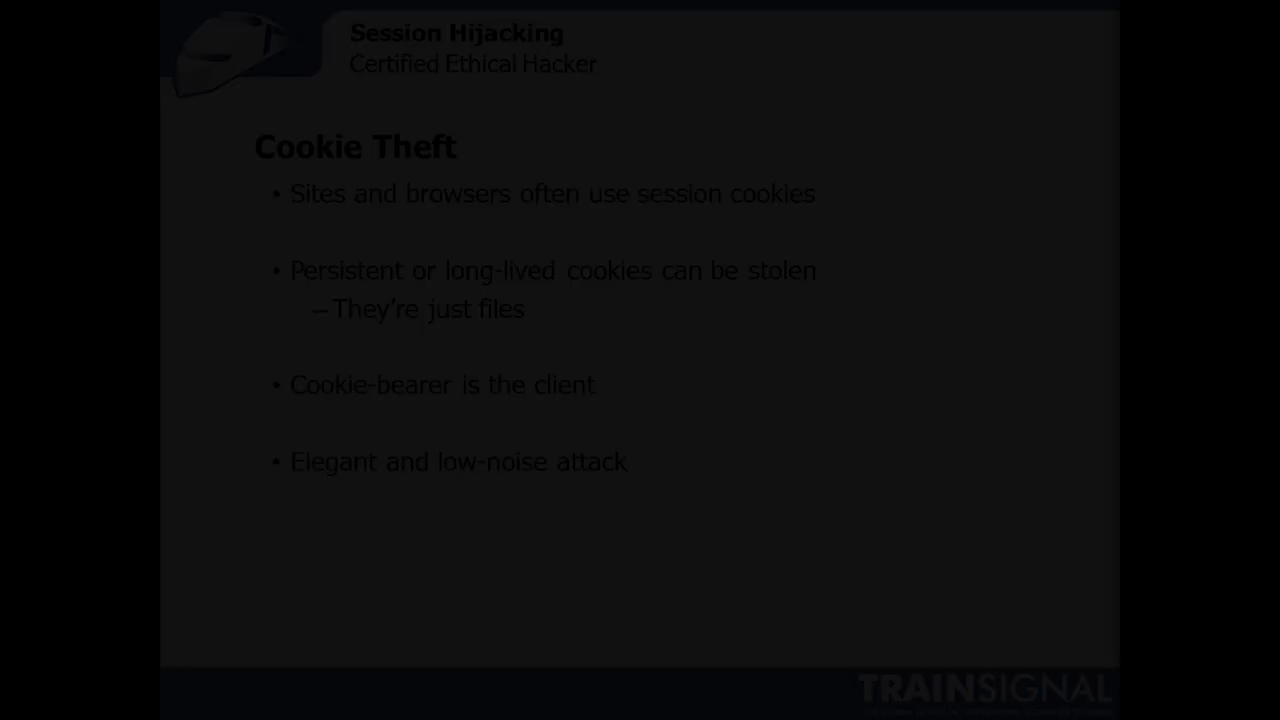 Session Hijacking
Certified Ethical Hacker
Cookie Theft
• Sites and browsers often use session cookies
• Persistent or long-lived cookies can be stolen
– They're just files
• Cookie-bearer is the client
• Elegant and low-noise attack
TRAINSIGNAL